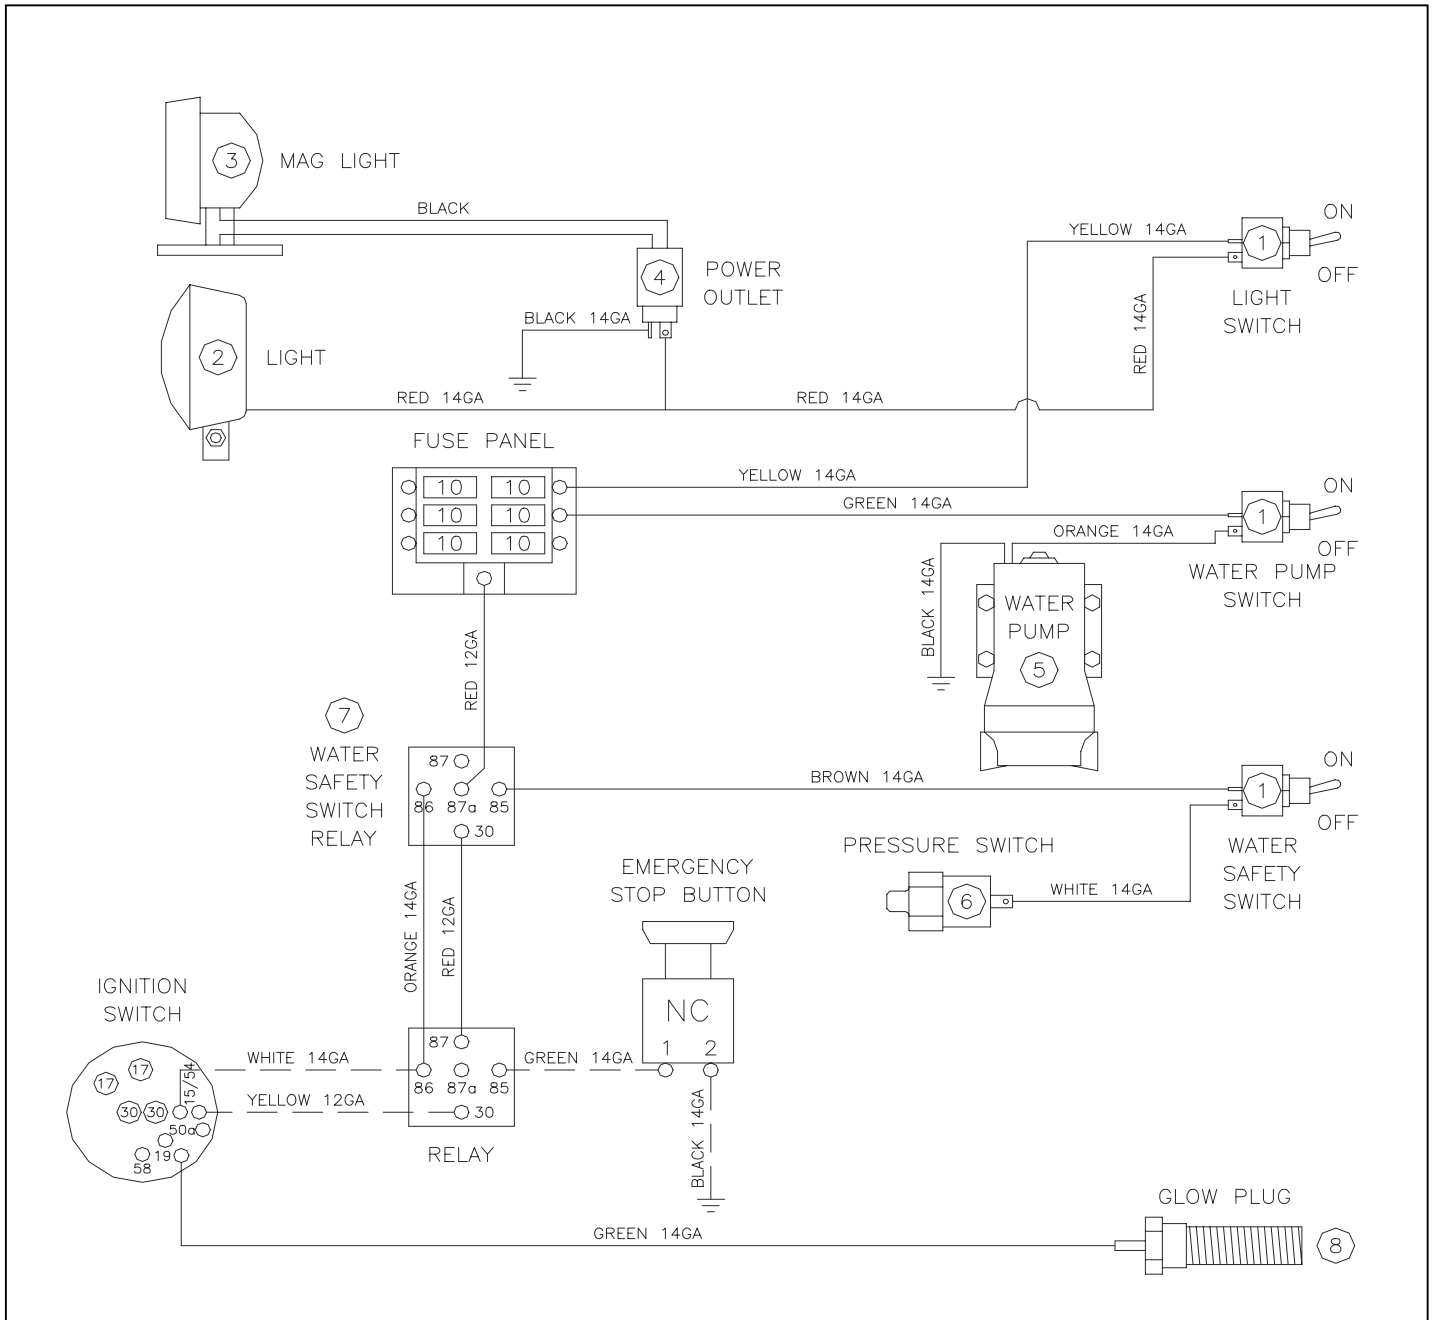 3
MAG LIGHT
BLACK
4
POWER
OUTLET
BLACK 14GA
YELLOW 14GA
1
ON
OFF
LIGHT
SWITCH
RED 14GA
2
LIGHT
RED 14GA
RED 14GA
FUSE PANEL
10 10
10 10
10 10
YELLOW 14GA
GREEN 14GA
ORANGE 14GA
1
ON
OFF
WATER PUMP
SWITCH
BLACK 14GA
WATER
PUMP
5
RED 12GA
7
WATER
SAFETY
SWITCH
RELAY
87
86 87a 85
30
BROWN 14GA
1
ON
OFF
WATER
SAFETY
SWITCH
PRESSURE SWITCH
6
WHITE 14GA
EMERGENCY
STOP BUTTON
NC
1 2
ORANGE 14GA
RED 12GA
IGNITION
SWITCH
17
17
30
30
15/54
50a
19
58
WHITE 14GA
YELLOW 12GA
87
86 87a 85
30
RELAY
GREEN 14GA
BLACK 14GA
GREEN 14GA
GLOW PLUG
8